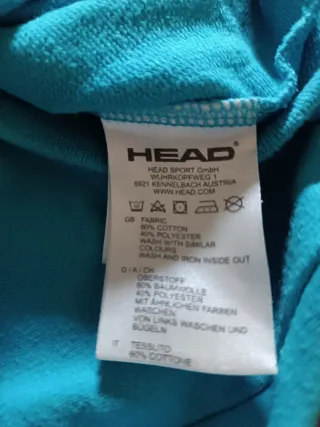 HEAD®
HEAD SPORT GmbH
WUHRKOPFWEG 1
6921 KENNELBACH AUSTRIA
WWW.HEAD.COM
GB FABRIC
60% COTTON
40% POLYESTER
WASH WITH SIMILAR
COLOURS
WASH AND IRON INSIDE OUT
D / A / CH
OBERSTOFF
60% BAUMWOLLE
40% POLYESTER
MIT ÄHNLICHEN FARBEN
WASCHEN
VON LINKS WASCHEN UND
BÜGELN
IT TESSUTO
60% COTTONE